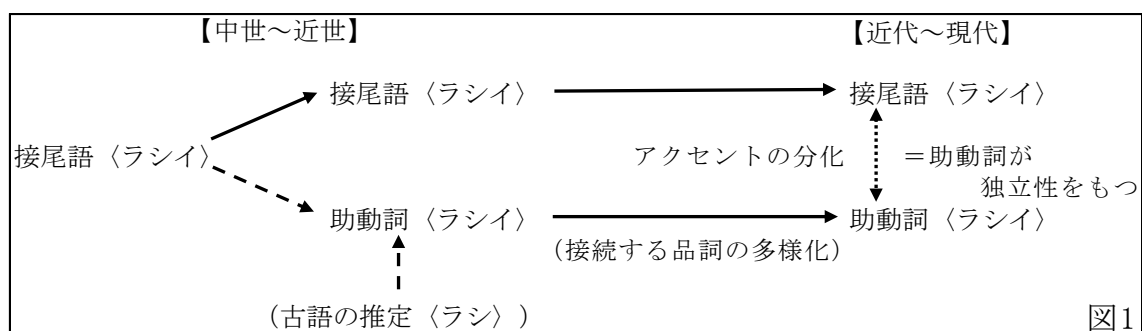 【中世～近世】 【近代～現代】
接尾語〈ラシイ〉 接尾語〈ラシイ〉
接尾語〈ラシイ〉 アクセントの分化 ＝助動詞が
独立性をもつ
助動詞〈ラシイ〉 助動詞〈ラシイ〉
(接続する品詞の多様化)
(古語の推定〈ラシ〉) 図1